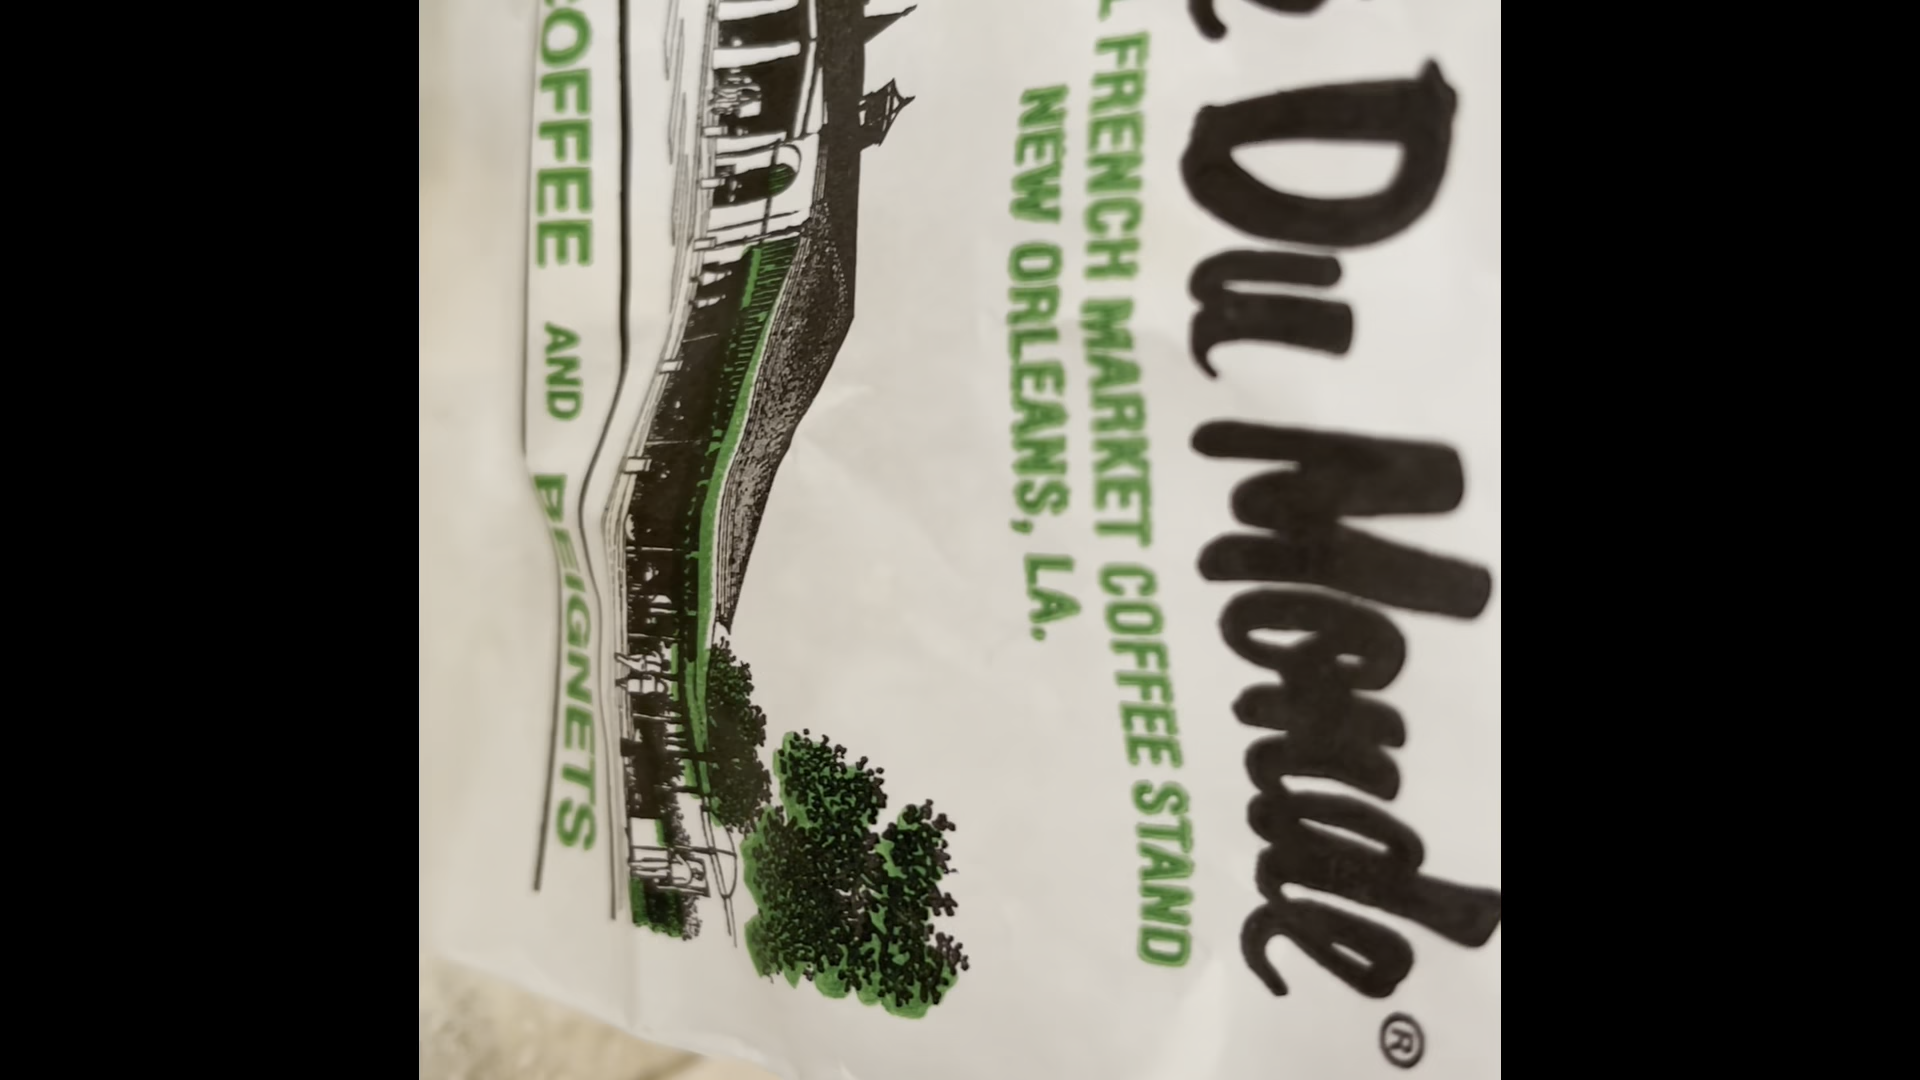 Du Monde®
FRENCH MARKET COFFEE STAND
NEW ORLEANS, LA.
COFFEE AND BEIGNETS